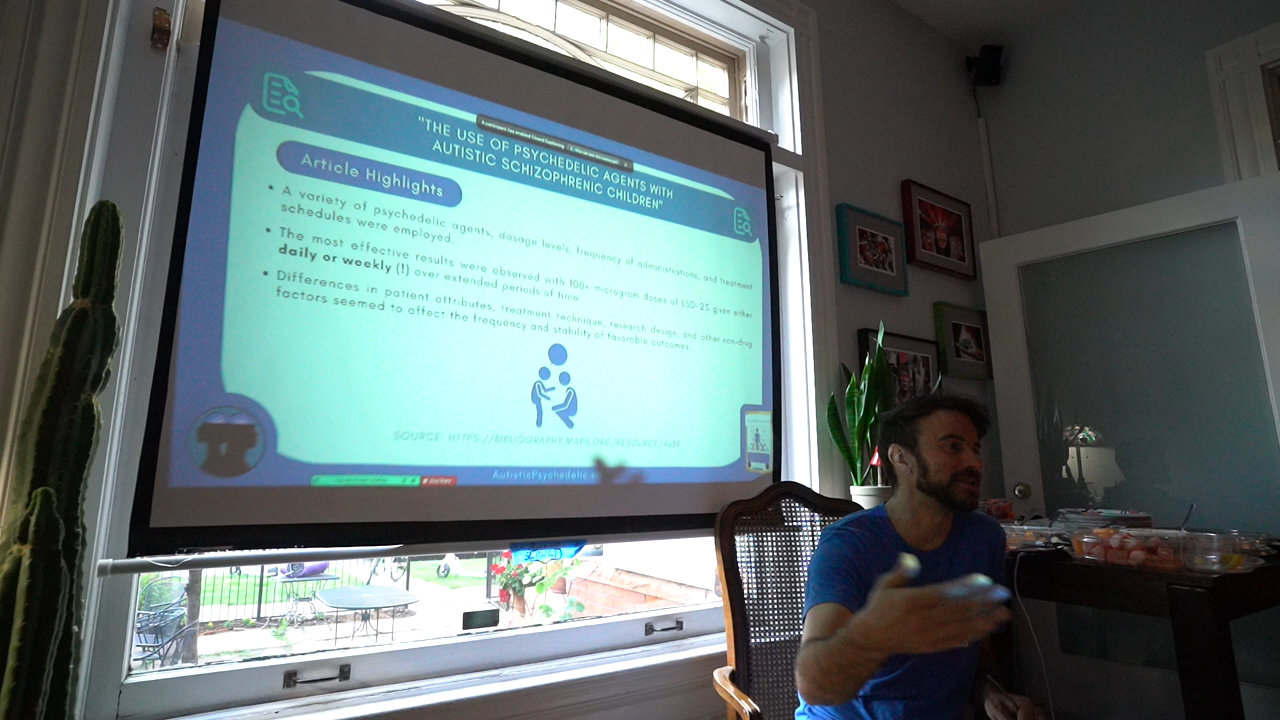 "THE USE OF PSYCHEDELIC AGENTS WITH
AUTISTIC SCHIZOPHRENIC CHILDREN"
Article Highlights
• A variety of psychedelic agents, dosage levels, frequency of administrations, and treatment
schedules were employed.
• The most effective results were observed with 100+ microgram doses of LSD-25 given either
daily or weekly (!) over extended periods of time.
• Differences in patient attributes, treatment technique, research design, and other non-drug
factors seemed to affect the frequency and stability of favorable outcomes.
SOURCE: HTTPS://BIBLIOGRAPHY.MAPS.ORG/RESOURCE/
AutisticPsychedelic